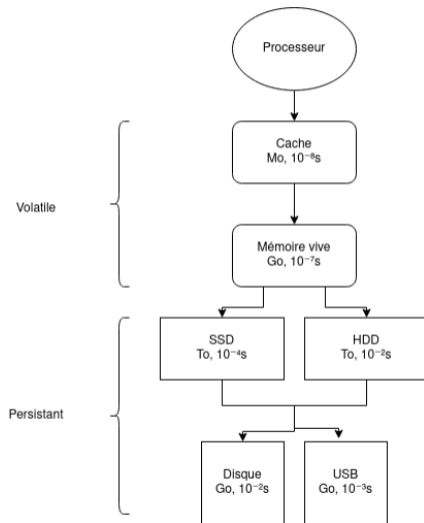 Processeur
Cache
Mo, 10⁻⁸s
Volatile
Mémoire vive
Go, 10⁻⁷s
SSD
To, 10⁻⁴s
HDD
To, 10⁻²s
Persistant
Disque
Go, 10⁻²s
USB
Go, 10⁻³s